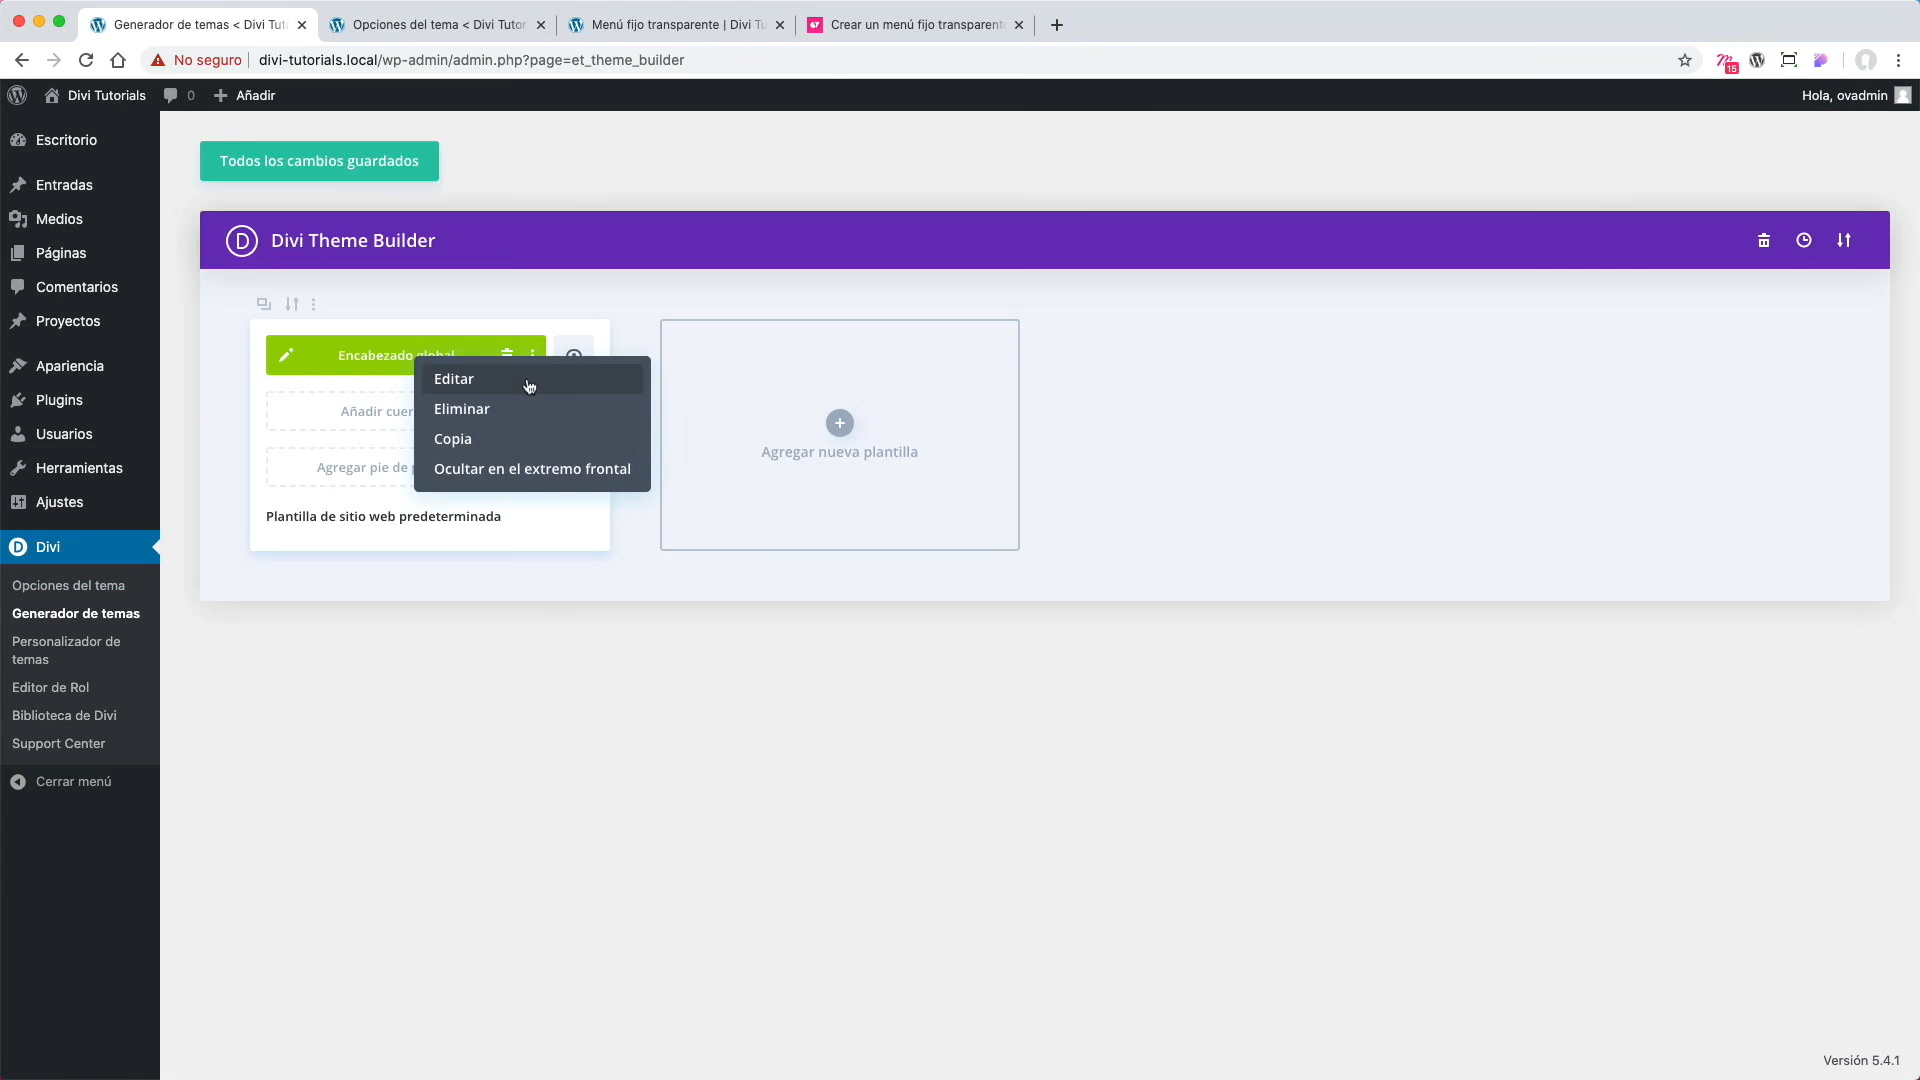 Generador de temas < Divi Tut
Opciones del tema < Divi Tutor
Menú fijo transparente | Divi Tu
Crear un menú fijo transparent
No seguro
divi-tutorials.local/wp-admin/admin.php?page=et_theme_builder
15
Divi Tutorials
0
Añadir
Hola, ovadmin
Escritorio
Entradas
Medios
Páginas
Comentarios
Proyectos
Apariencia
Plugins
Usuarios
Herramientas
Ajustes
D Divi
Opciones del tema
Generador de temas
Personalizador de
temas
Editor de Rol
Biblioteca de Divi
Support Center
Cerrar menú
Todos los cambios guardados
D Divi Theme Builder
Encabezado global
Añadir cuer
Agregar pie de
Editar
Eliminar
Copia
Ocultar en el extremo frontal
Plantilla de sitio web predeterminada
Agregar nueva plantilla
Versión 5.4.1